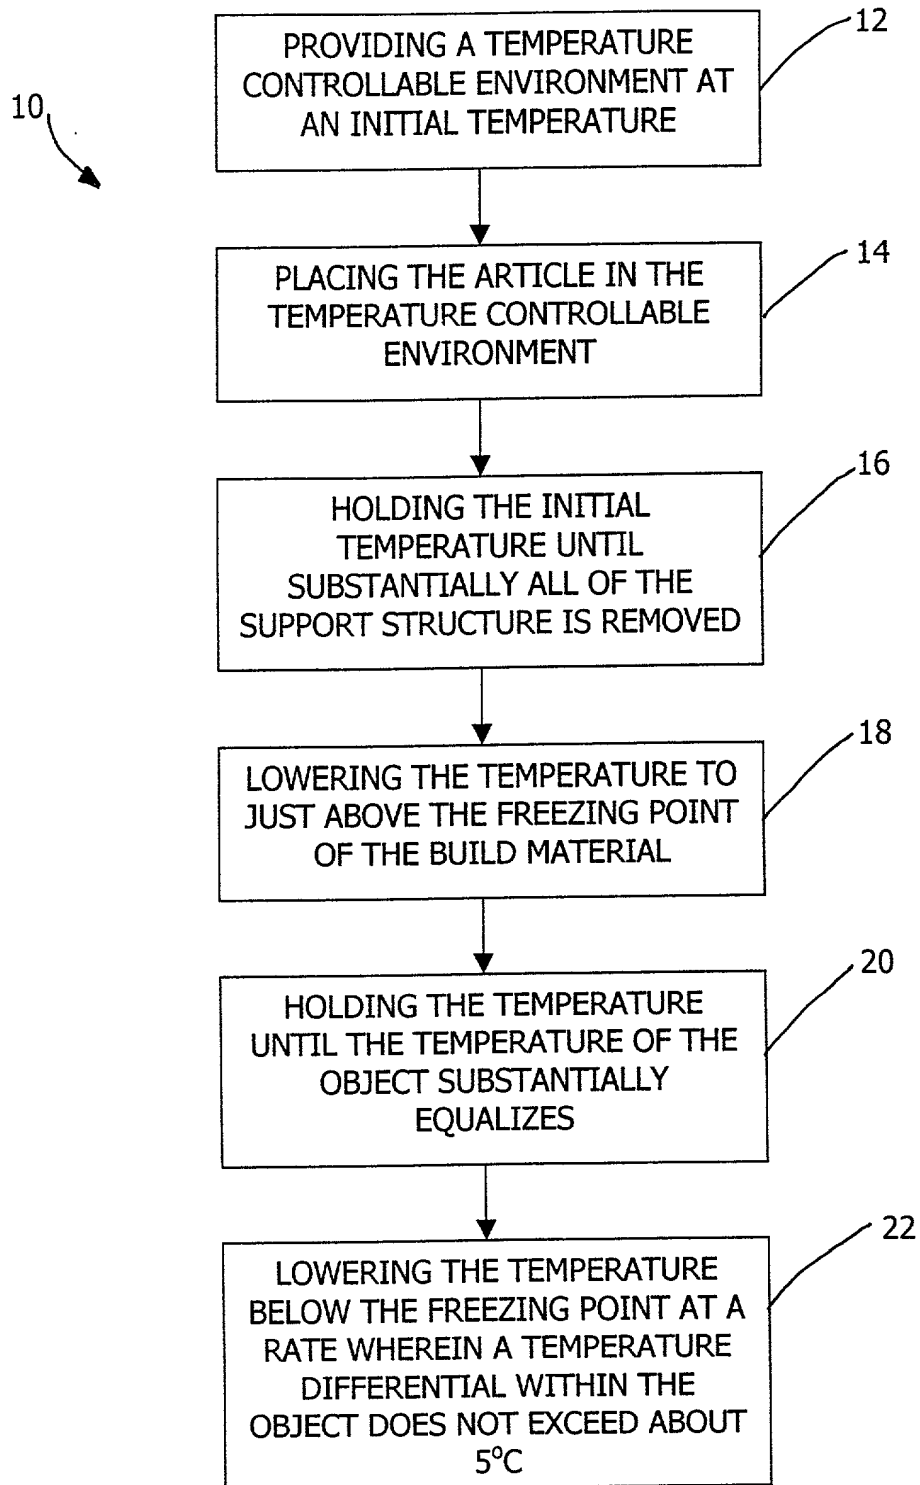 10
12
PROVIDING A TEMPERATURE
CONTROLLABLE ENVIRONMENT AT
AN INITIAL TEMPERATURE
14
PLACING THE ARTICLE IN THE
TEMPERATURE CONTROLLABLE
ENVIRONMENT
16
HOLDING THE INITIAL
TEMPERATURE UNTIL
SUBSTANTIALLY ALL OF THE
SUPPORT STRUCTURE IS REMOVED
18
LOWERING THE TEMPERATURE TO
JUST ABOVE THE FREEZING POINT
OF THE BUILD MATERIAL
20
HOLDING THE TEMPERATURE
UNTIL THE TEMPERATURE OF THE
OBJECT SUBSTANTIALLY
EQUALIZES
22
LOWERING THE TEMPERATURE
BELOW THE FREEZING POINT AT A
RATE WHEREIN A TEMPERATURE
DIFFERENTIAL WITHIN THE
OBJECT DOES NOT EXCEED ABOUT
5°C